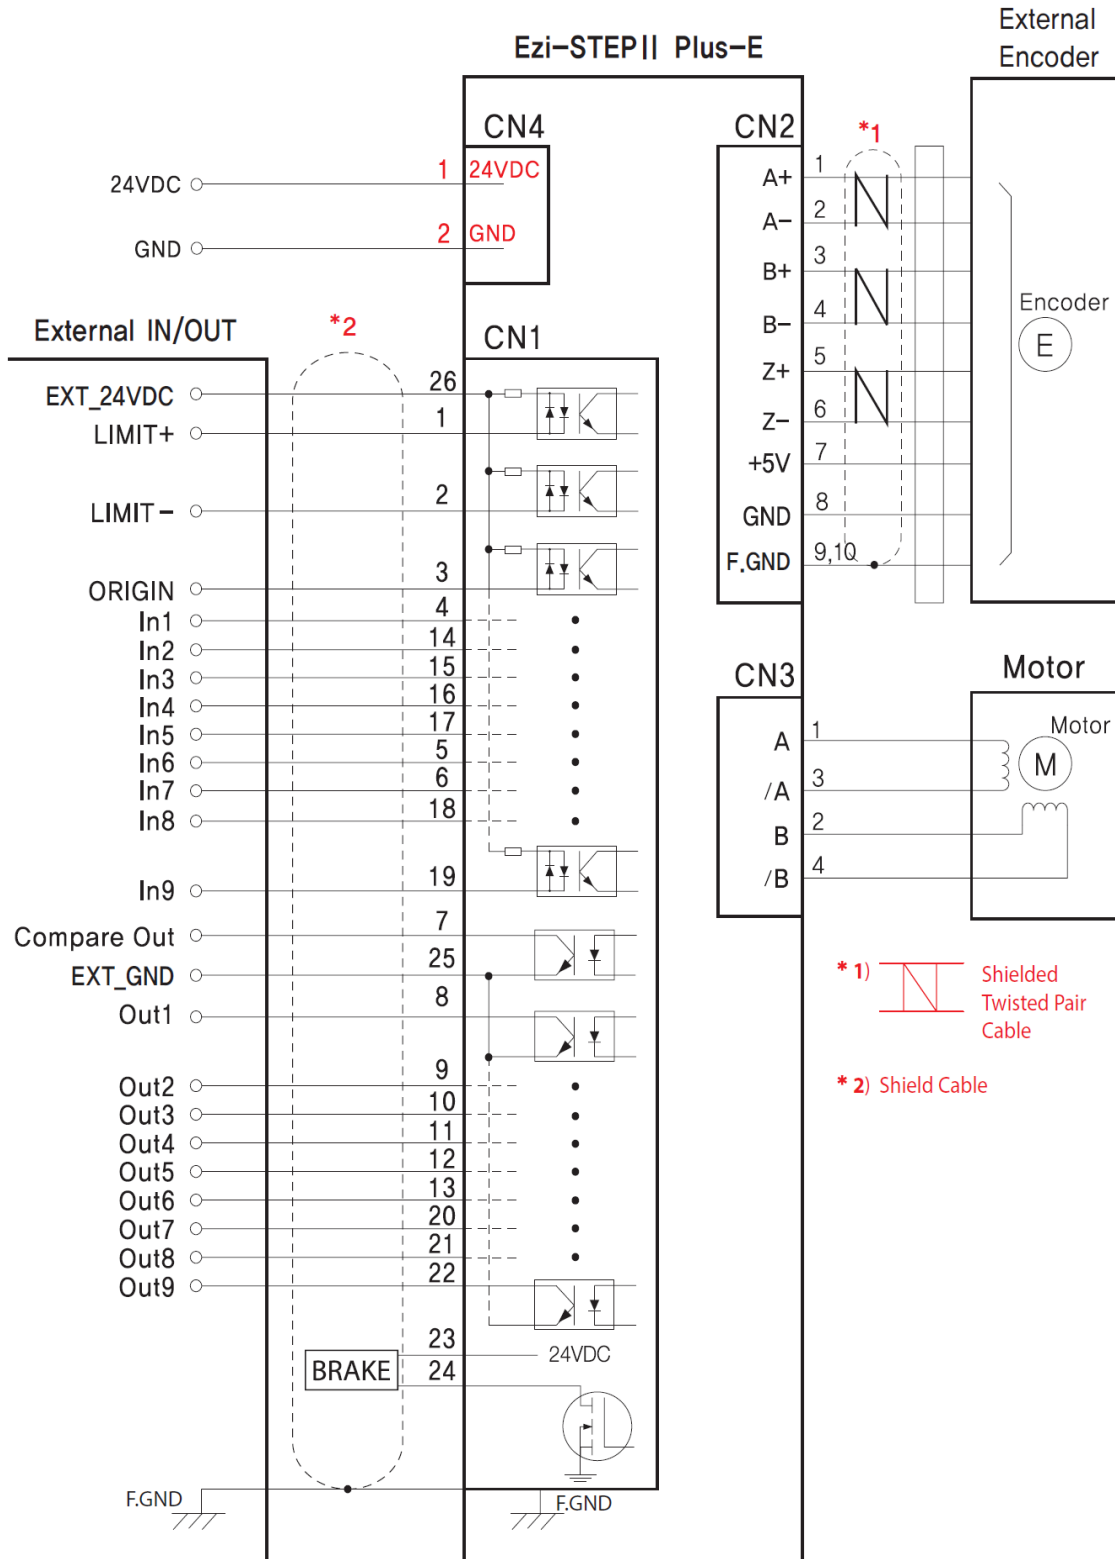 External
Encoder
Ezi-STEPII Plus-E
CN4
1 24VDC
24VDC
2 GND
GND
CN2
*1
A+ 1
A- 2
B+ 3
B- 4
Z+ 5
Z- 6
+5V 7
GND 8
F.GND 9,10
Encoder
E
External IN/OUT
*2
CN1
EXT_24VDC 26
LIMIT+ 1
LIMIT- 2
ORIGIN 3
In1 4
In2 14
In3 15
In4 16
In5 17
In6 5
In7 6
In8 18
In9 19
Compare Out 7
EXT_GND 25
Out1 8
Out2 9
Out3 10
Out4 11
Out5 12
Out6 13
Out7 20
Out8 21
Out9 22
BRAKE
23 24VDC
24
F.GND
F.GND
CN3
Motor
A 1
/A 3
B 2
/B 4
Motor
M
* 1) Shielded
Twisted Pair
Cable
* 2) Shield Cable